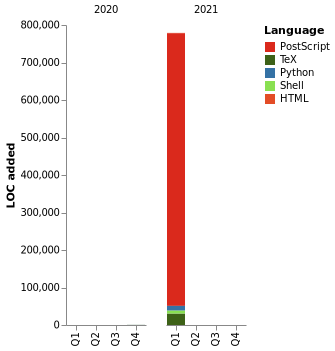 2020 2021
Language
PostScript
TeX
Python
Shell
HTML
LOC added
800,000
700,000
600,000
500,000
400,000
300,000
200,000
100,000
0
Q1 Q2 Q3 Q4 Q1 Q2 Q3 Q4